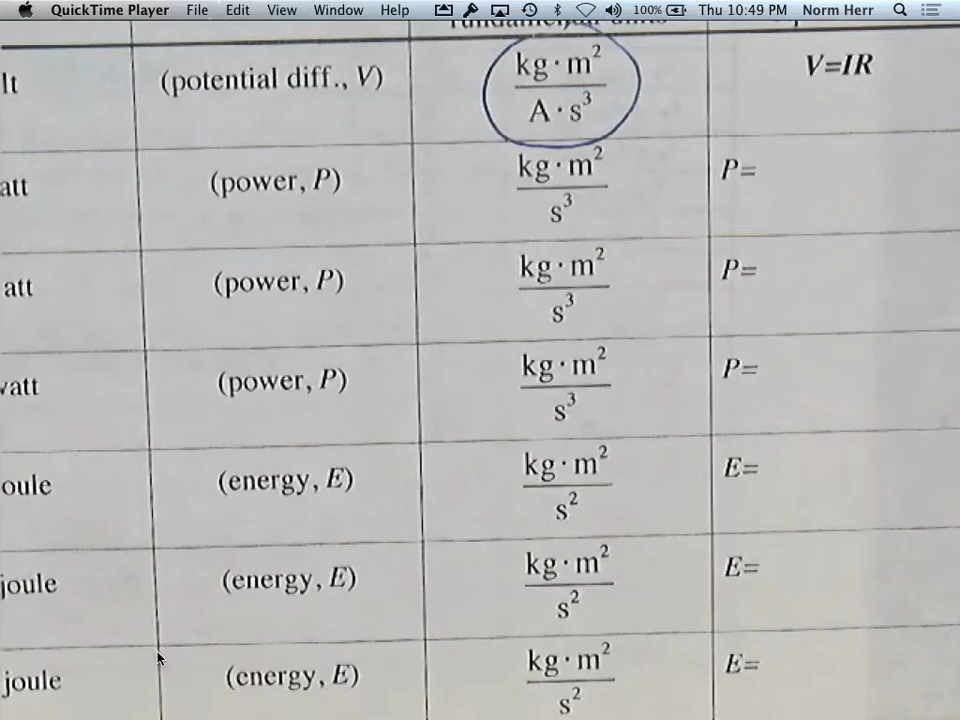 QuickTime Player File Edit View Window Help 100% Thu 10:49 PM Norm Herr
fundamental units
lt (potential diff., V) kg · m² / A · s³ V=IR
att (power, P) kg · m² / s³ P=
att (power, P) kg · m² / s³ P=
vatt (power, P) kg · m² / s³ P=
oule (energy, E) kg · m² / s² E=
joule (energy, E) kg · m² / s² E=
joule (energy, E) kg · m² / s² E=